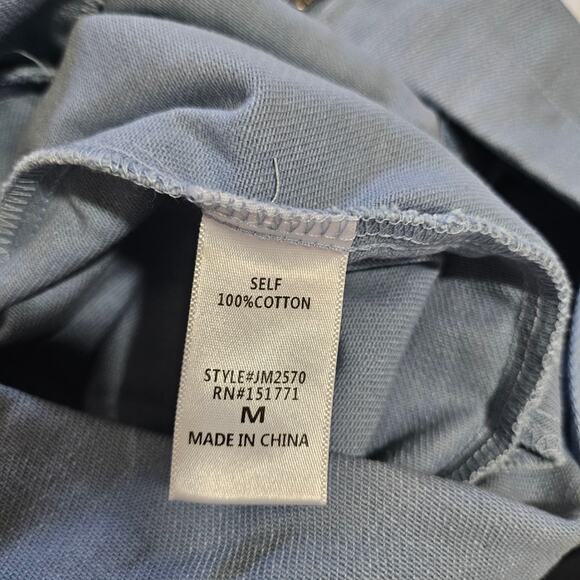 SELF
100%COTTON
STYLE#JM2570
RN#151771
M
MADE IN CHINA